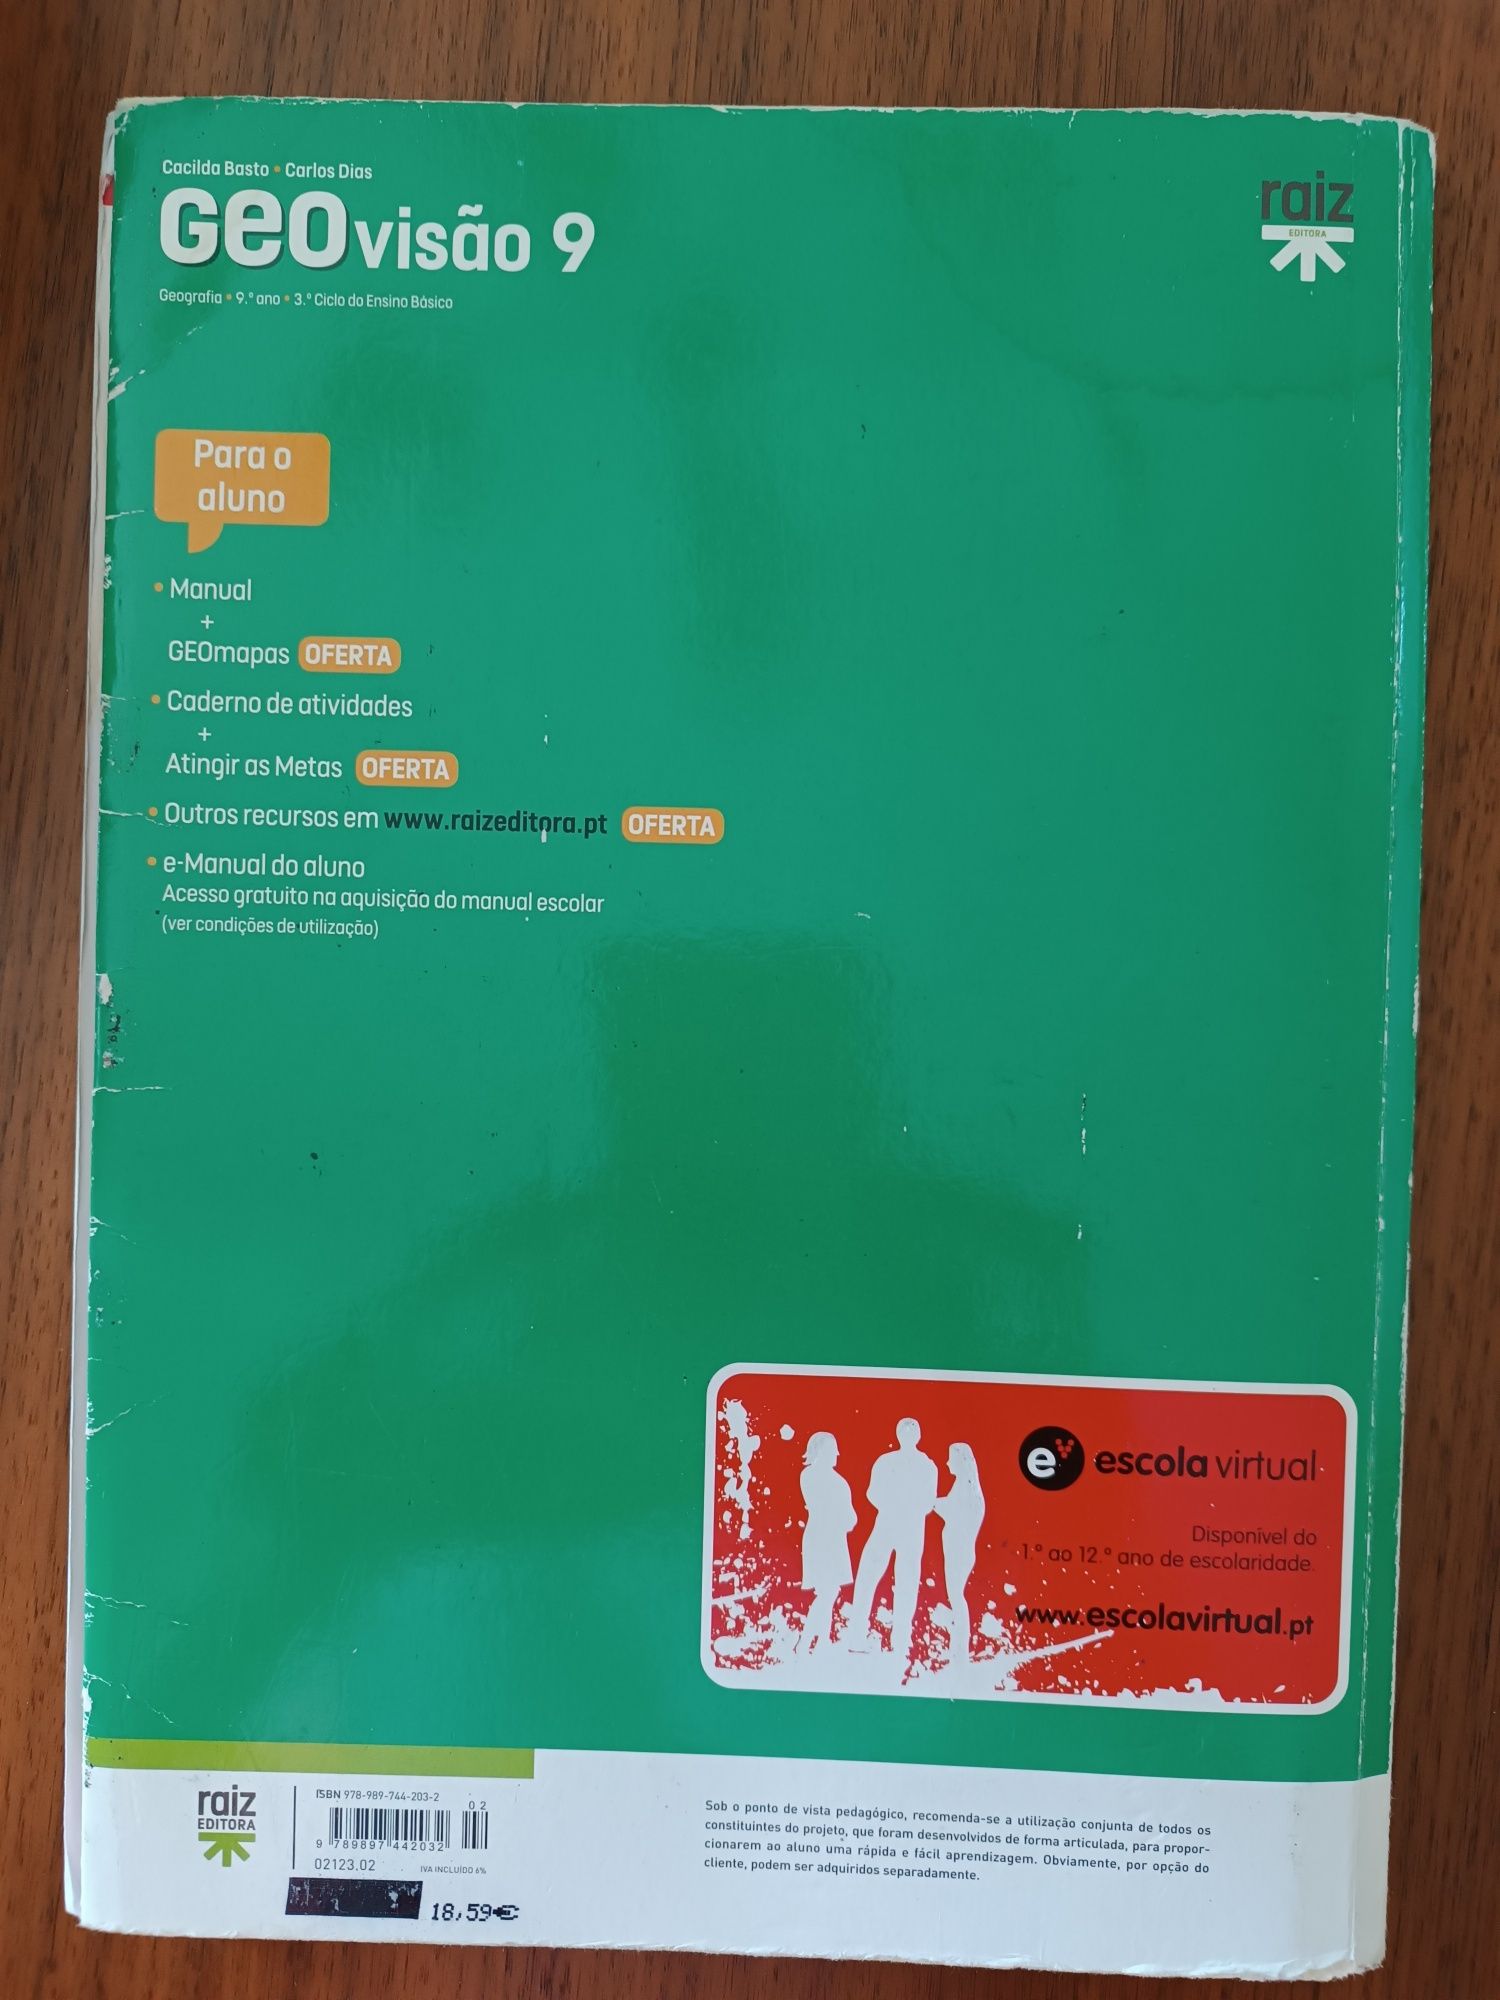 Cacilda Basto • Carlos Dias
GEOvisão 9
Geografia • 9.º ano • 3.º Ciclo do Ensino Básico
raiz
EDITORA
Para o
aluno
• Manual
+
GEOmapas OFERTA
• Caderno de atividades
+
Atingir as Metas OFERTA
• Outros recursos em www.raizeditora.pt OFERTA
• e-Manual do aluno
Acesso gratuito na aquisição do manual escolar
(ver condições de utilização)
e
escola virtual
Disponível do
1.º ao 12.º ano de escolaridade.
www.escolavirtual.pt
raiz
EDITORA
ISBN 978-989-744-203-2
02
9 789897 442032
02123.02 IVA INCLUÍDO 6%
18,59€
Sob o ponto de vista pedagógico, recomenda-se a utilização conjunta de todos os
constituintes do projeto, que foram desenvolvidos de forma articulada, para propor-
cionarem ao aluno uma rápida e fácil aprendizagem. Obviamente, por opção do
cliente, podem ser adquiridos separadamente.